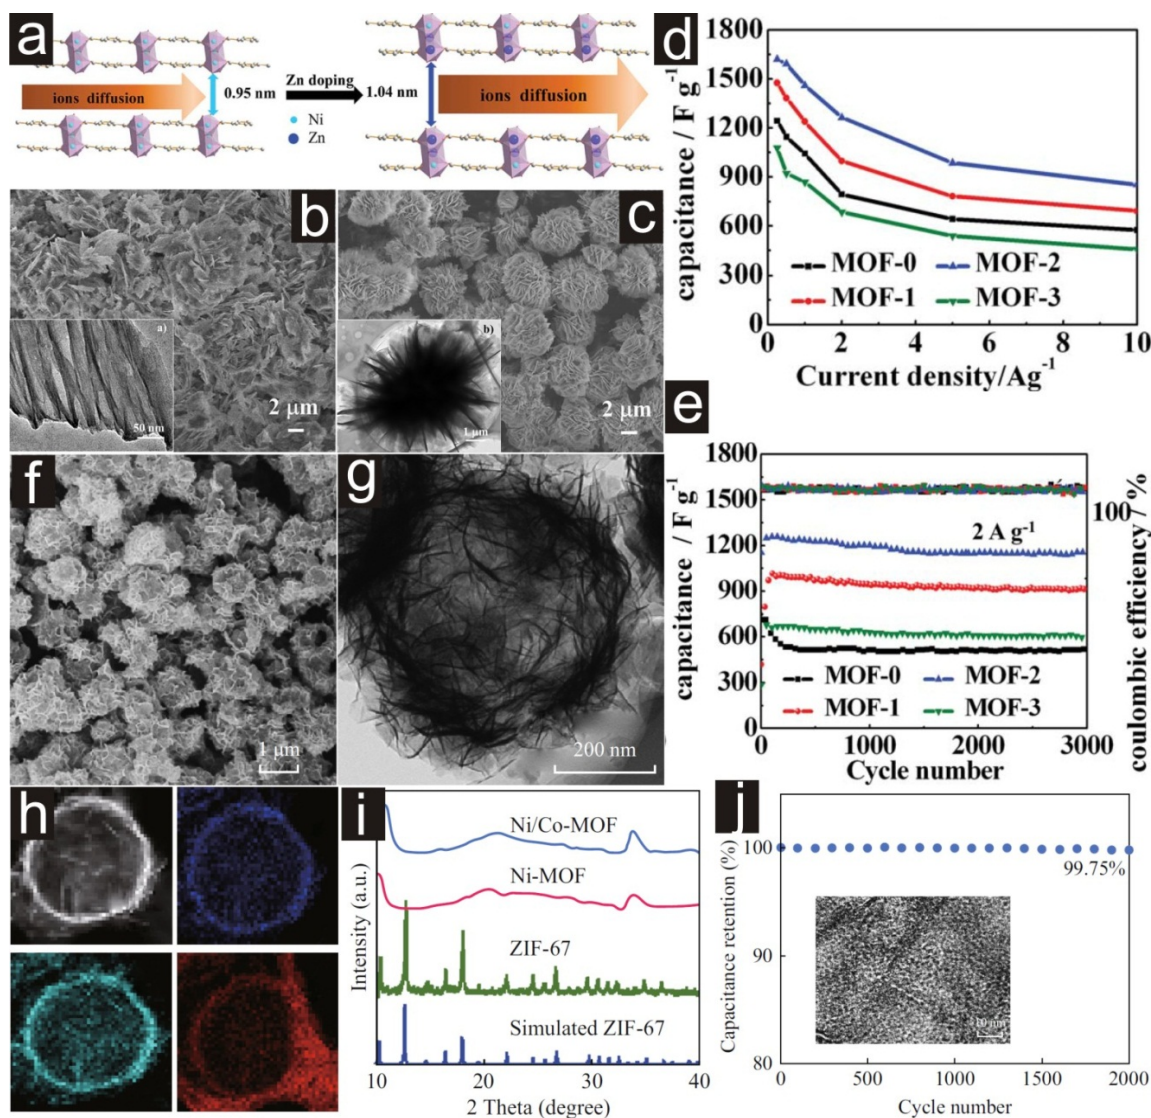 a
Zn doping
ions diffusion
0.95 nm
1.04 nm
ions diffusion
Ni
Zn
b
a)
50 nm
2 μm
c
b)
1 μm
2 μm
d
capacitance / F g⁻¹
1800
1500
1200
900
600
300
0
MOF-0
MOF-2
MOF-1
MOF-3
2
4
6
8
10
Current density/Ag⁻¹
e
capacitance / F g⁻¹
1800
1500
1200
900
600
300
0
2 A g⁻¹
MOF-0
MOF-2
MOF-1
MOF-3
0
1000
2000
3000
Cycle number
100
coulombic efficiency / %
f
1 μm
g
200 nm
h
i
Intensity (a.u.)
Ni/Co-MOF
Ni-MOF
ZIF-67
Simulated ZIF-67
10
20
30
40
2 Theta (degree)
j
Capacitance retention (%)
100
90
80
99.75%
10 nm
0
500
1000
1500
2000
Cycle number